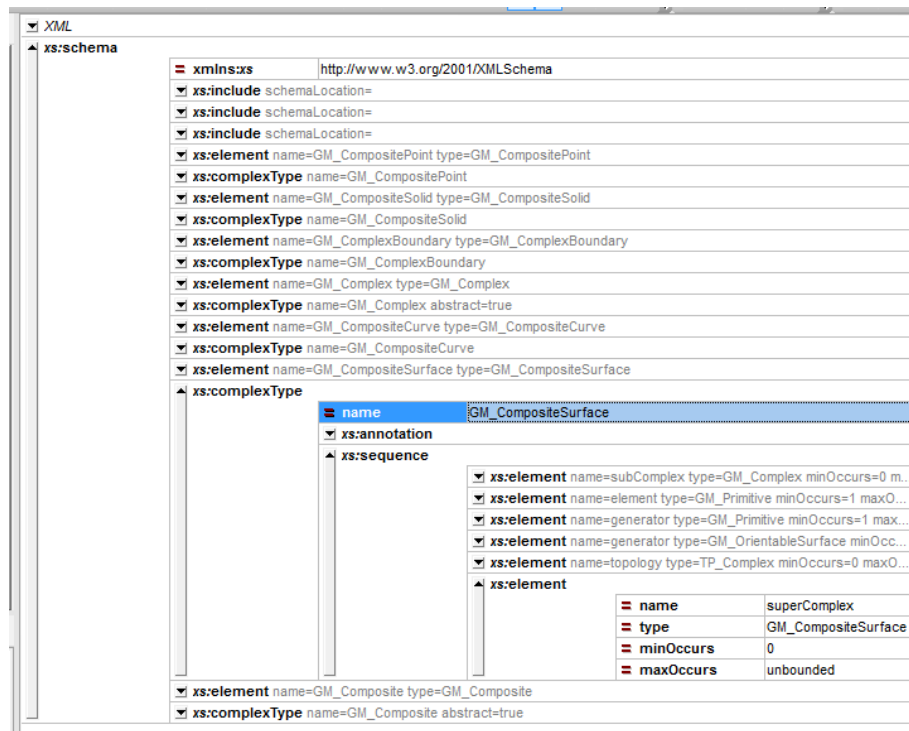 XML
xs:schema
= xmlns:xs http://www.w3.org/2001/XMLSchema
xs:include schemaLocation=
xs:include schemaLocation=
xs:include schemaLocation=
xs:element name=GM_CompositePoint type=GM_CompositePoint
xs:complexType name=GM_CompositePoint
xs:element name=GM_CompositeSolid type=GM_CompositeSolid
xs:complexType name=GM_CompositeSolid
xs:element name=GM_ComplexBoundary type=GM_ComplexBoundary
xs:complexType name=GM_ComplexBoundary
xs:element name=GM_Complex type=GM_Complex
xs:complexType name=GM_Complex abstract=true
xs:element name=GM_CompositeCurve type=GM_CompositeCurve
xs:complexType name=GM_CompositeCurve
xs:element name=GM_CompositeSurface type=GM_CompositeSurface
xs:complexType
= name GM_CompositeSurface
xs:annotation
xs:sequence
xs:element name=subComplex type=GM_Complex minOccurs=0 m...
xs:element name=element type=GM_Primitive minOccurs=1 maxO...
xs:element name=generator type=GM_Primitive minOccurs=1 max...
xs:element name=generator type=GM_OrientableSurface minOcc...
xs:element name=topology type=TP_Complex minOccurs=0 maxO...
xs:element
= name superComplex
= type GM_CompositeSurface
= minOccurs 0
= maxOccurs unbounded
xs:element name=GM_Composite type=GM_Composite
xs:complexType name=GM_Composite abstract=true